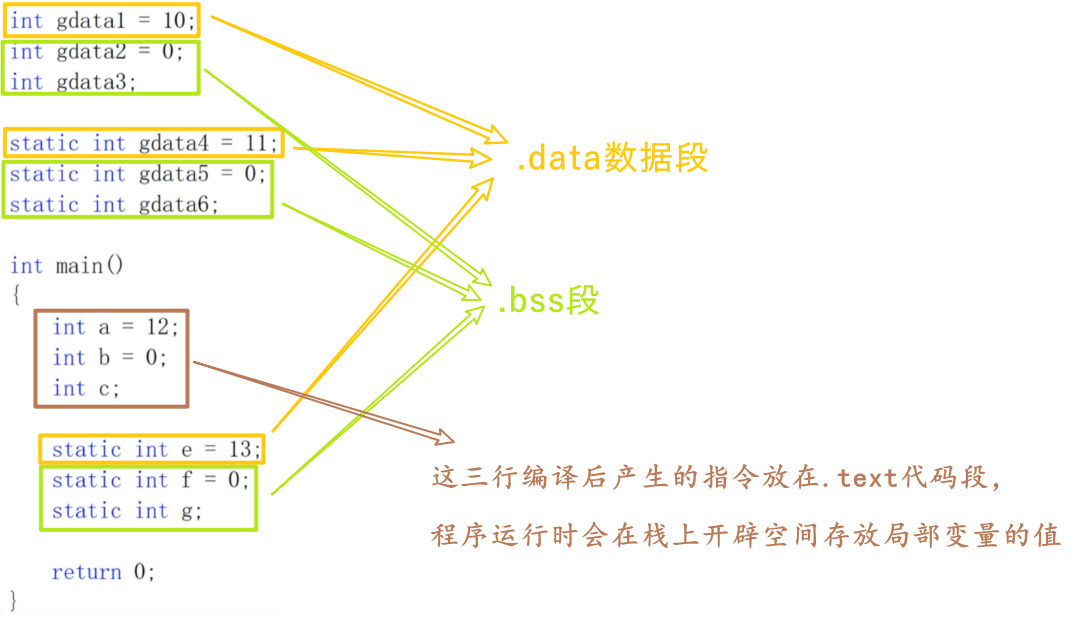 int gdata1 = 10;
int gdata2 = 0;
int gdata3;
static int gdata4 = 11;
.data数据段
static int gdata5 = 0;
static int gdata6;
int main()
{
.bss段
int a = 12;
int b = 0;
int c;
static int e = 13;
static int f = 0;
这三行编译后产生的指令放在.text代码段，
static int g;
程序运行时会在栈上开辟空间存放局部变量的值
return 0;
}